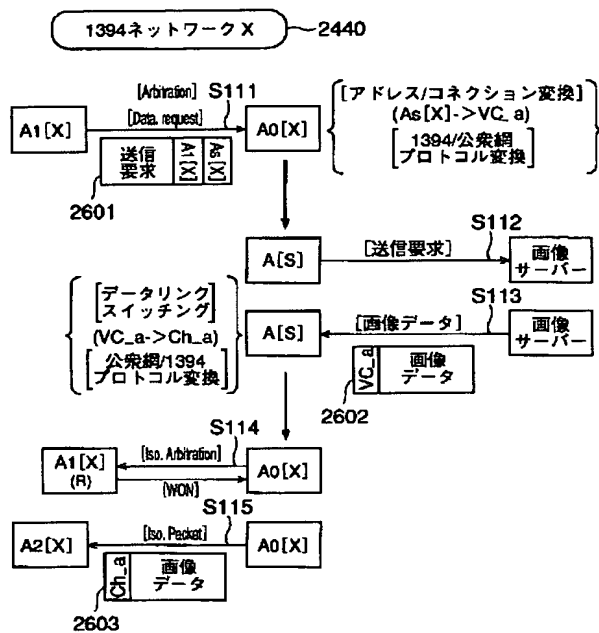 1394ネットワークX
2440
[Arbitration]
S111
[Data. request]
A1[X]
A0[X]
送信
要求
A1[X]
As[X]
2601
[アドレス/コネクション変換]
(As[X]->VC_a)
[1394/公衆網
プロトコル変換]
S112
A[S]
[送信要求]
画像
サーバー
[データリンク
スイッチング]
(VC_a->Ch_a)
[公衆網/1394
プロトコル変換]
S113
A[S]
[画像データ]
画像
サーバー
VC_a
画像
データ
2602
S114
A1[X]
(R)
[Iso. Arbitration]
[WON]
A0[X]
S115
A2[X]
[Iso. Packet]
A0[X]
Ch_a
画像
データ
2603